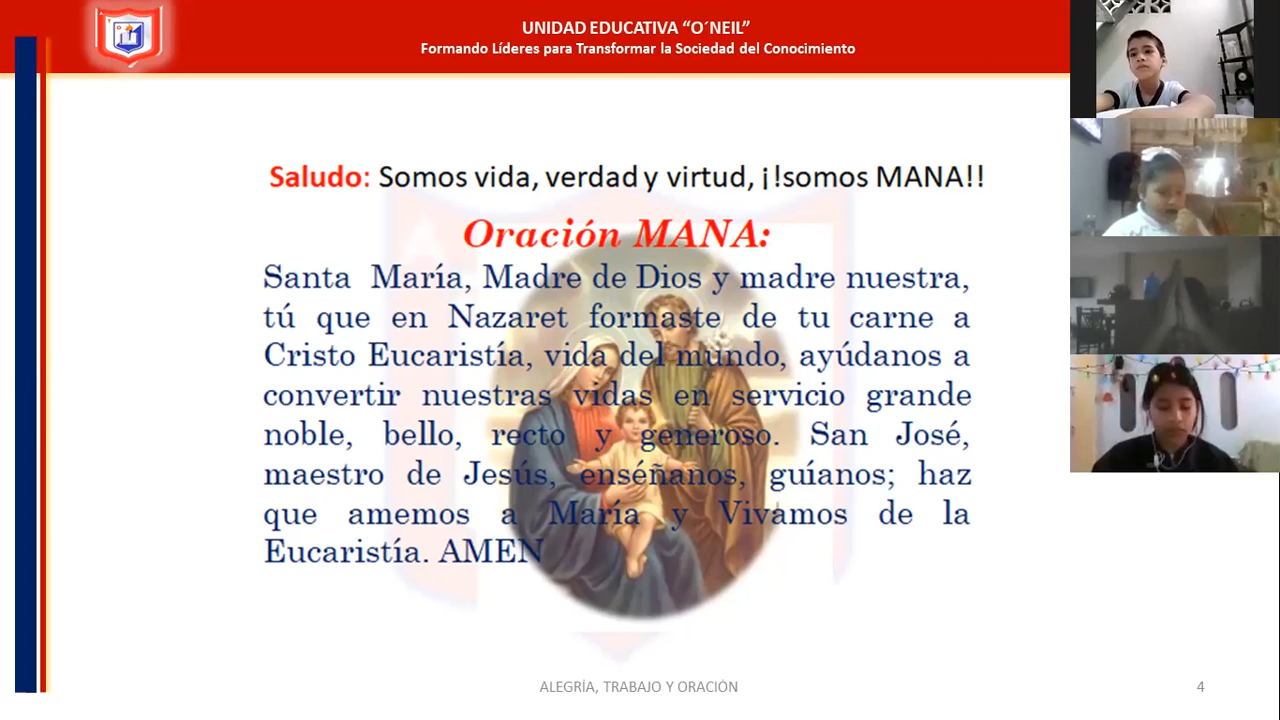 UNIDAD EDUCATIVA “O´NEIL”
Formando Líderes para Transformar la Sociedad del Conocimiento
Saludo: Somos vida, verdad y virtud, ¡!somos MANA!!
Oración MANA:
Santa María, Madre de Dios y madre nuestra,
tú que en Nazaret formaste de tu carne a
Cristo Eucaristía, vida del mundo, ayúdanos a
convertir nuestras vidas en servicio grande
noble, bello, recto y generoso. San José,
maestro de Jesús, enséñanos, guíanos; haz
que amemos a María y Vivamos de la
Eucaristía. AMEN
ALEGRÍA, TRABAJO Y ORACIÓN
4